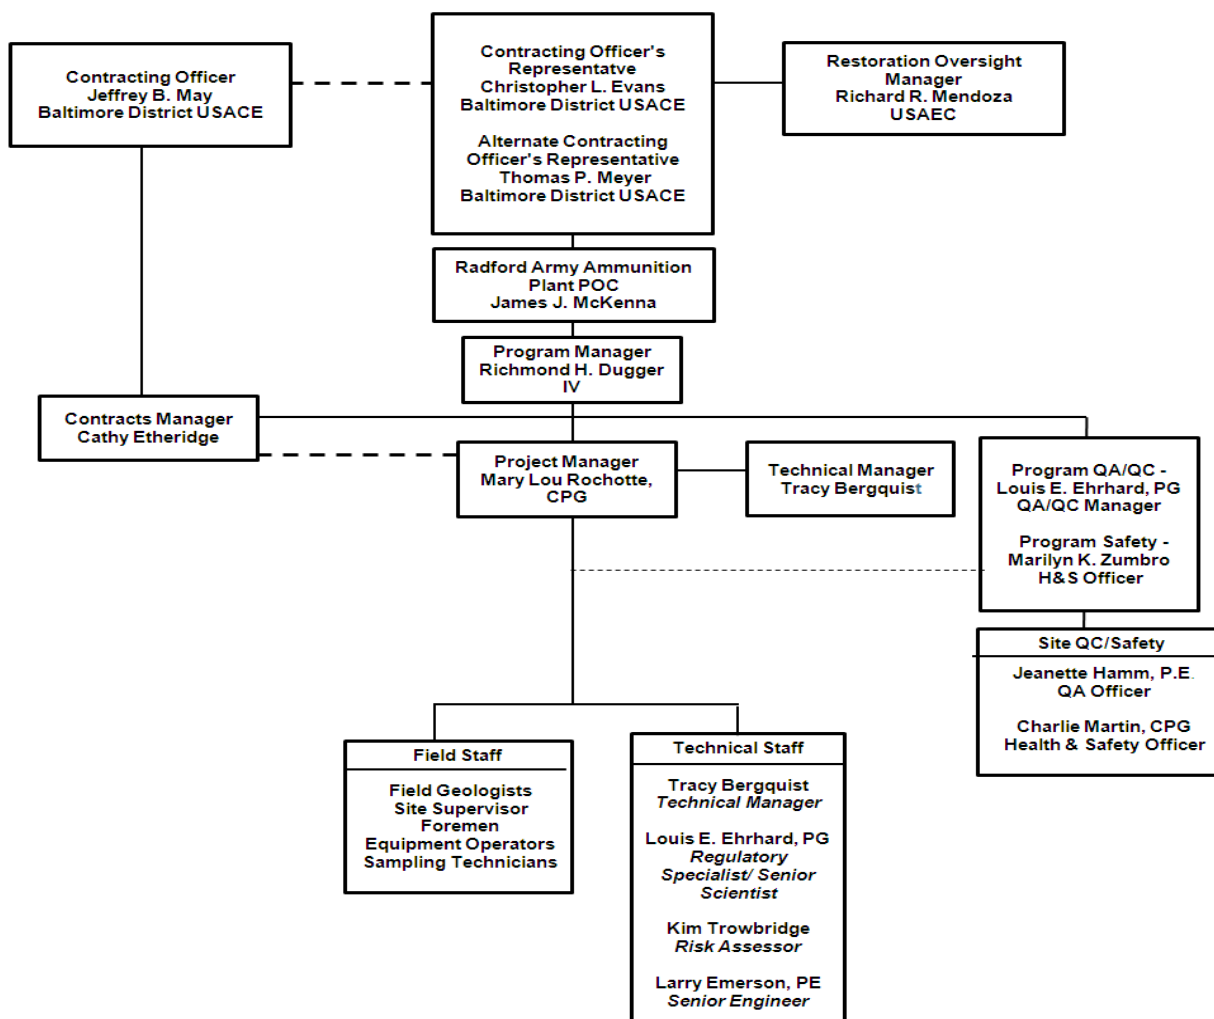 Contracting Officer
Jeffrey B. May
Baltimore District USACE
Contracting Officer's
Representatve
Christopher L. Evans
Baltimore District USACE
Alternate Contracting
Officer's Representative
Thomas P. Meyer
Baltimore District USACE
Restoration Oversight
Manager
Richard R. Mendoza
USAEC
Radford Army Ammunition
Plant POC
James J. McKenna
Program Manager
Richmond H. Dugger
IV
Contracts Manager
Cathy Etheridge
Project Manager
Mary Lou Rochotte,
CPG
Technical Manager
Tracy Bergquist
Program QA/QC -
Louis E. Ehrhard, PG
QA/QC Manager
Program Safety -
Marilyn K. Zumbro
H&S Officer
Site QC/Safety
Jeanette Hamm, P.E.
QA Officer
Charlie Martin, CPG
Health & Safety Officer
Field Staff
Field Geologists
Site Supervisor
Foremen
Equipment Operators
Sampling Technicians
Technical Staff
Tracy Bergquist
Technical Manager
Louis E. Ehrhard, PG
Regulatory
Specialist/ Senior
Scientist
Kim Trowbridge
Risk Assessor
Larry Emerson, PE
Senior Engineer